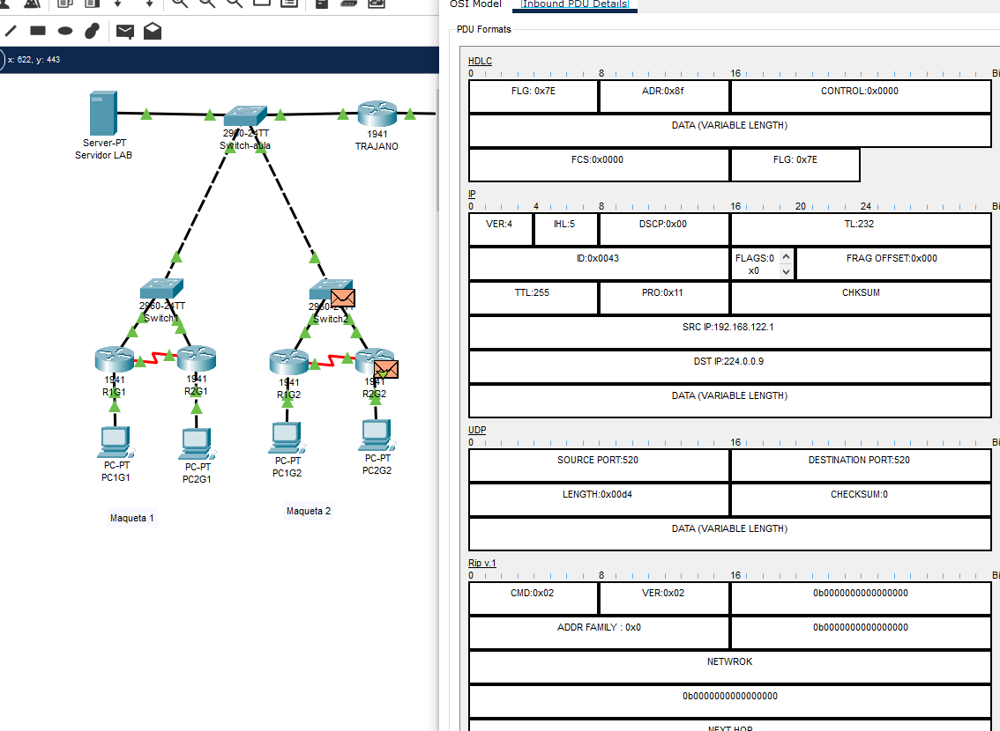 OSI Model
Inbound PDU Details
x: 622, y: 443
Server-PT
Servidor LAB
2960-24TT
Switch-aula
1941
TRAJANO
2960-24TT
Switch1
2960-24TT
Switch2
1941
R1G1
1941
R2G1
1941
R1G2
1941
R2G2
PC-PT
PC1G1
PC-PT
PC2G1
PC-PT
PC1G2
PC-PT
PC2G2
Maqueta 1
Maqueta 2
PDU Formats
HDLC
0 8 16 Bi
FLG: 0x7E ADR:0x8f CONTROL:0x0000
DATA (VARIABLE LENGTH)
FCS:0x0000 FLG: 0x7E
IP
0 4 8 16 20 24 Bi
VER:4 IHL:5 DSCP:0x00 TL:232
ID:0x0043 FLAGS:0 FRAG OFFSET:0x000
x0
TTL:255 PRO:0x11 CHKSUM
SRC IP:192.168.122.1
DST IP:224.0.0.9
DATA (VARIABLE LENGTH)
UDP
0 8 16 Bi
SOURCE PORT:520 DESTINATION PORT:520
LENGTH:0x00d4 CHECKSUM:0
DATA (VARIABLE LENGTH)
Rip v.1
0 8 16 Bi
CMD:0x02 VER:0x02 0b0000000000000000
ADDR FAMILY : 0x0 0b0000000000000000
NETWROK
0b0000000000000000
NEXT HOP